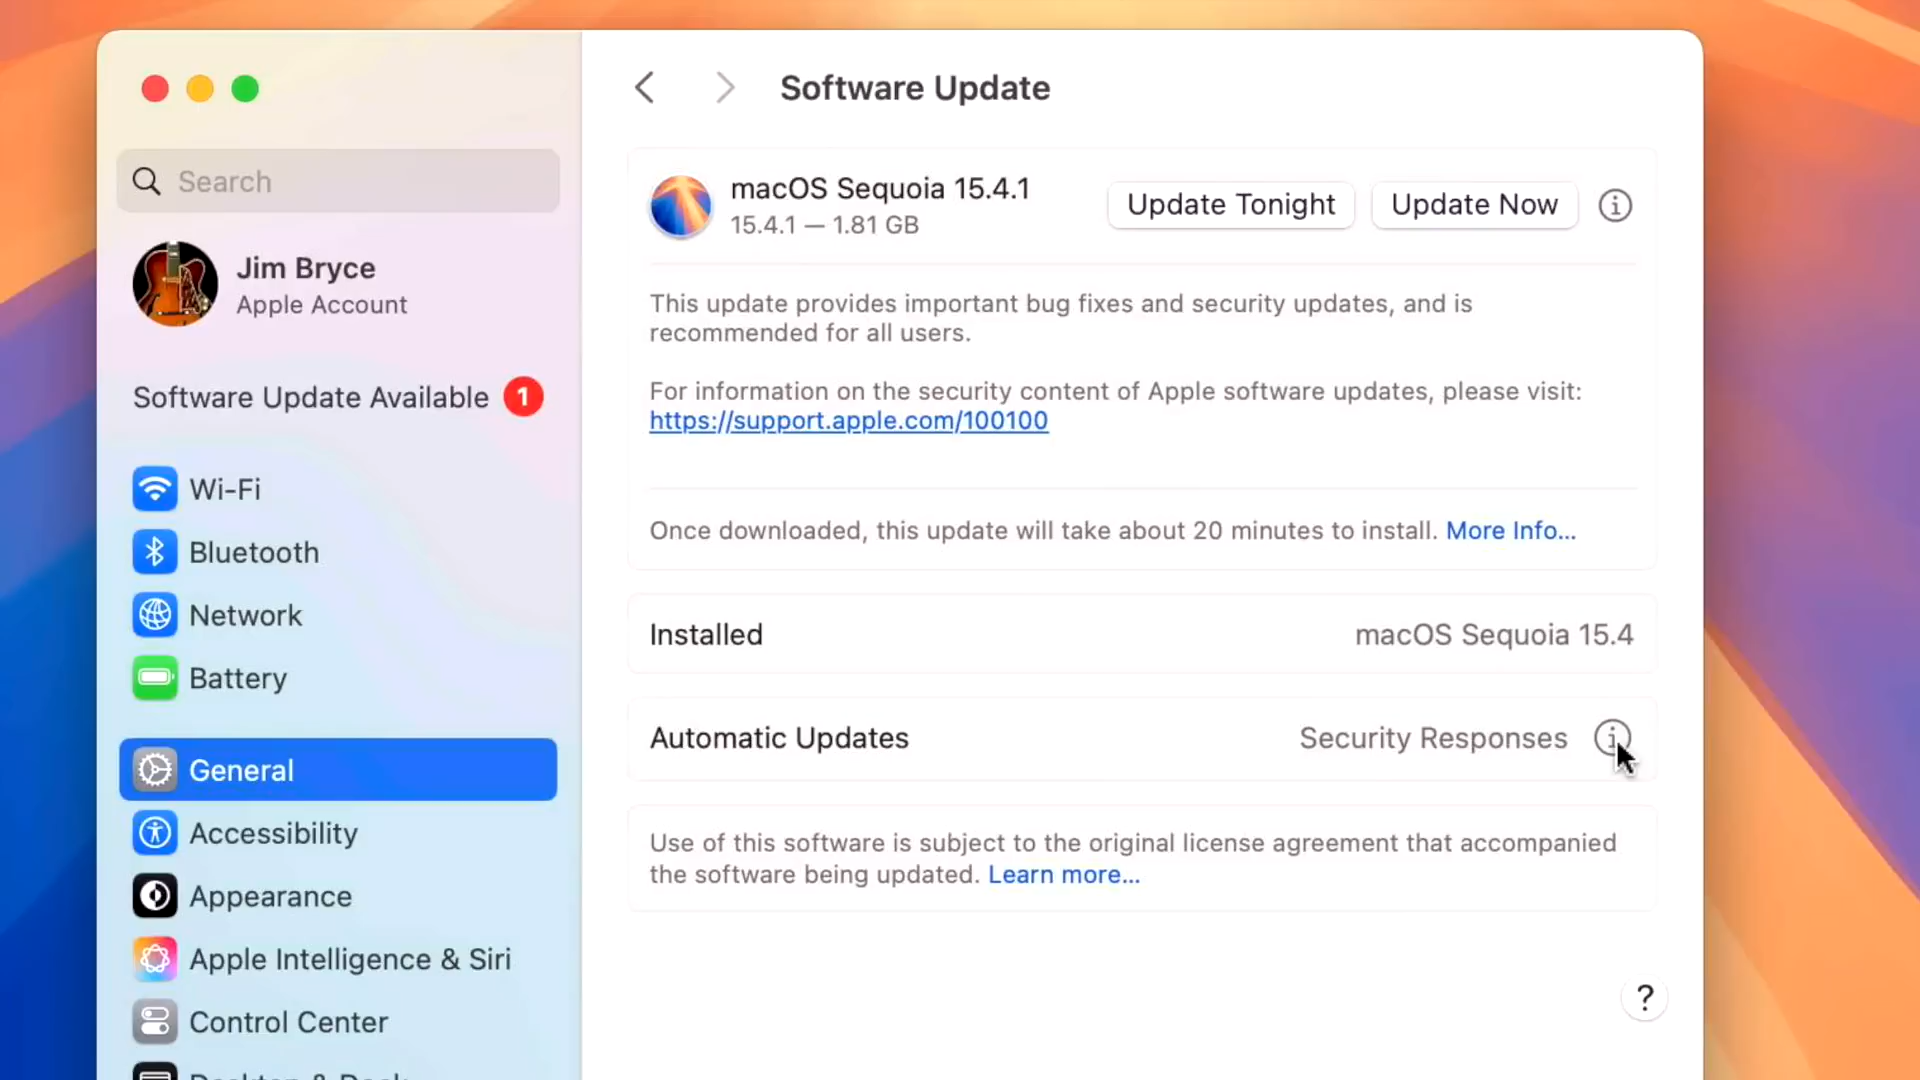 Software Update
Search
Jim Bryce
Apple Account
Software Update Available 1
Wi-Fi
Bluetooth
Network
Battery
General
Accessibility
Appearance
Apple Intelligence & Siri
Control Center
Desktop & Dock
macOS Sequoia 15.4.1
15.4.1 — 1.81 GB
Update Tonight
Update Now
This update provides important bug fixes and security updates, and is
recommended for all users.
For information on the security content of Apple software updates, please visit:
https://support.apple.com/100100
Once downloaded, this update will take about 20 minutes to install. More Info...
Installed macOS Sequoia 15.4
Automatic Updates Security Responses
Use of this software is subject to the original license agreement that accompanied
the software being updated. Learn more...
?